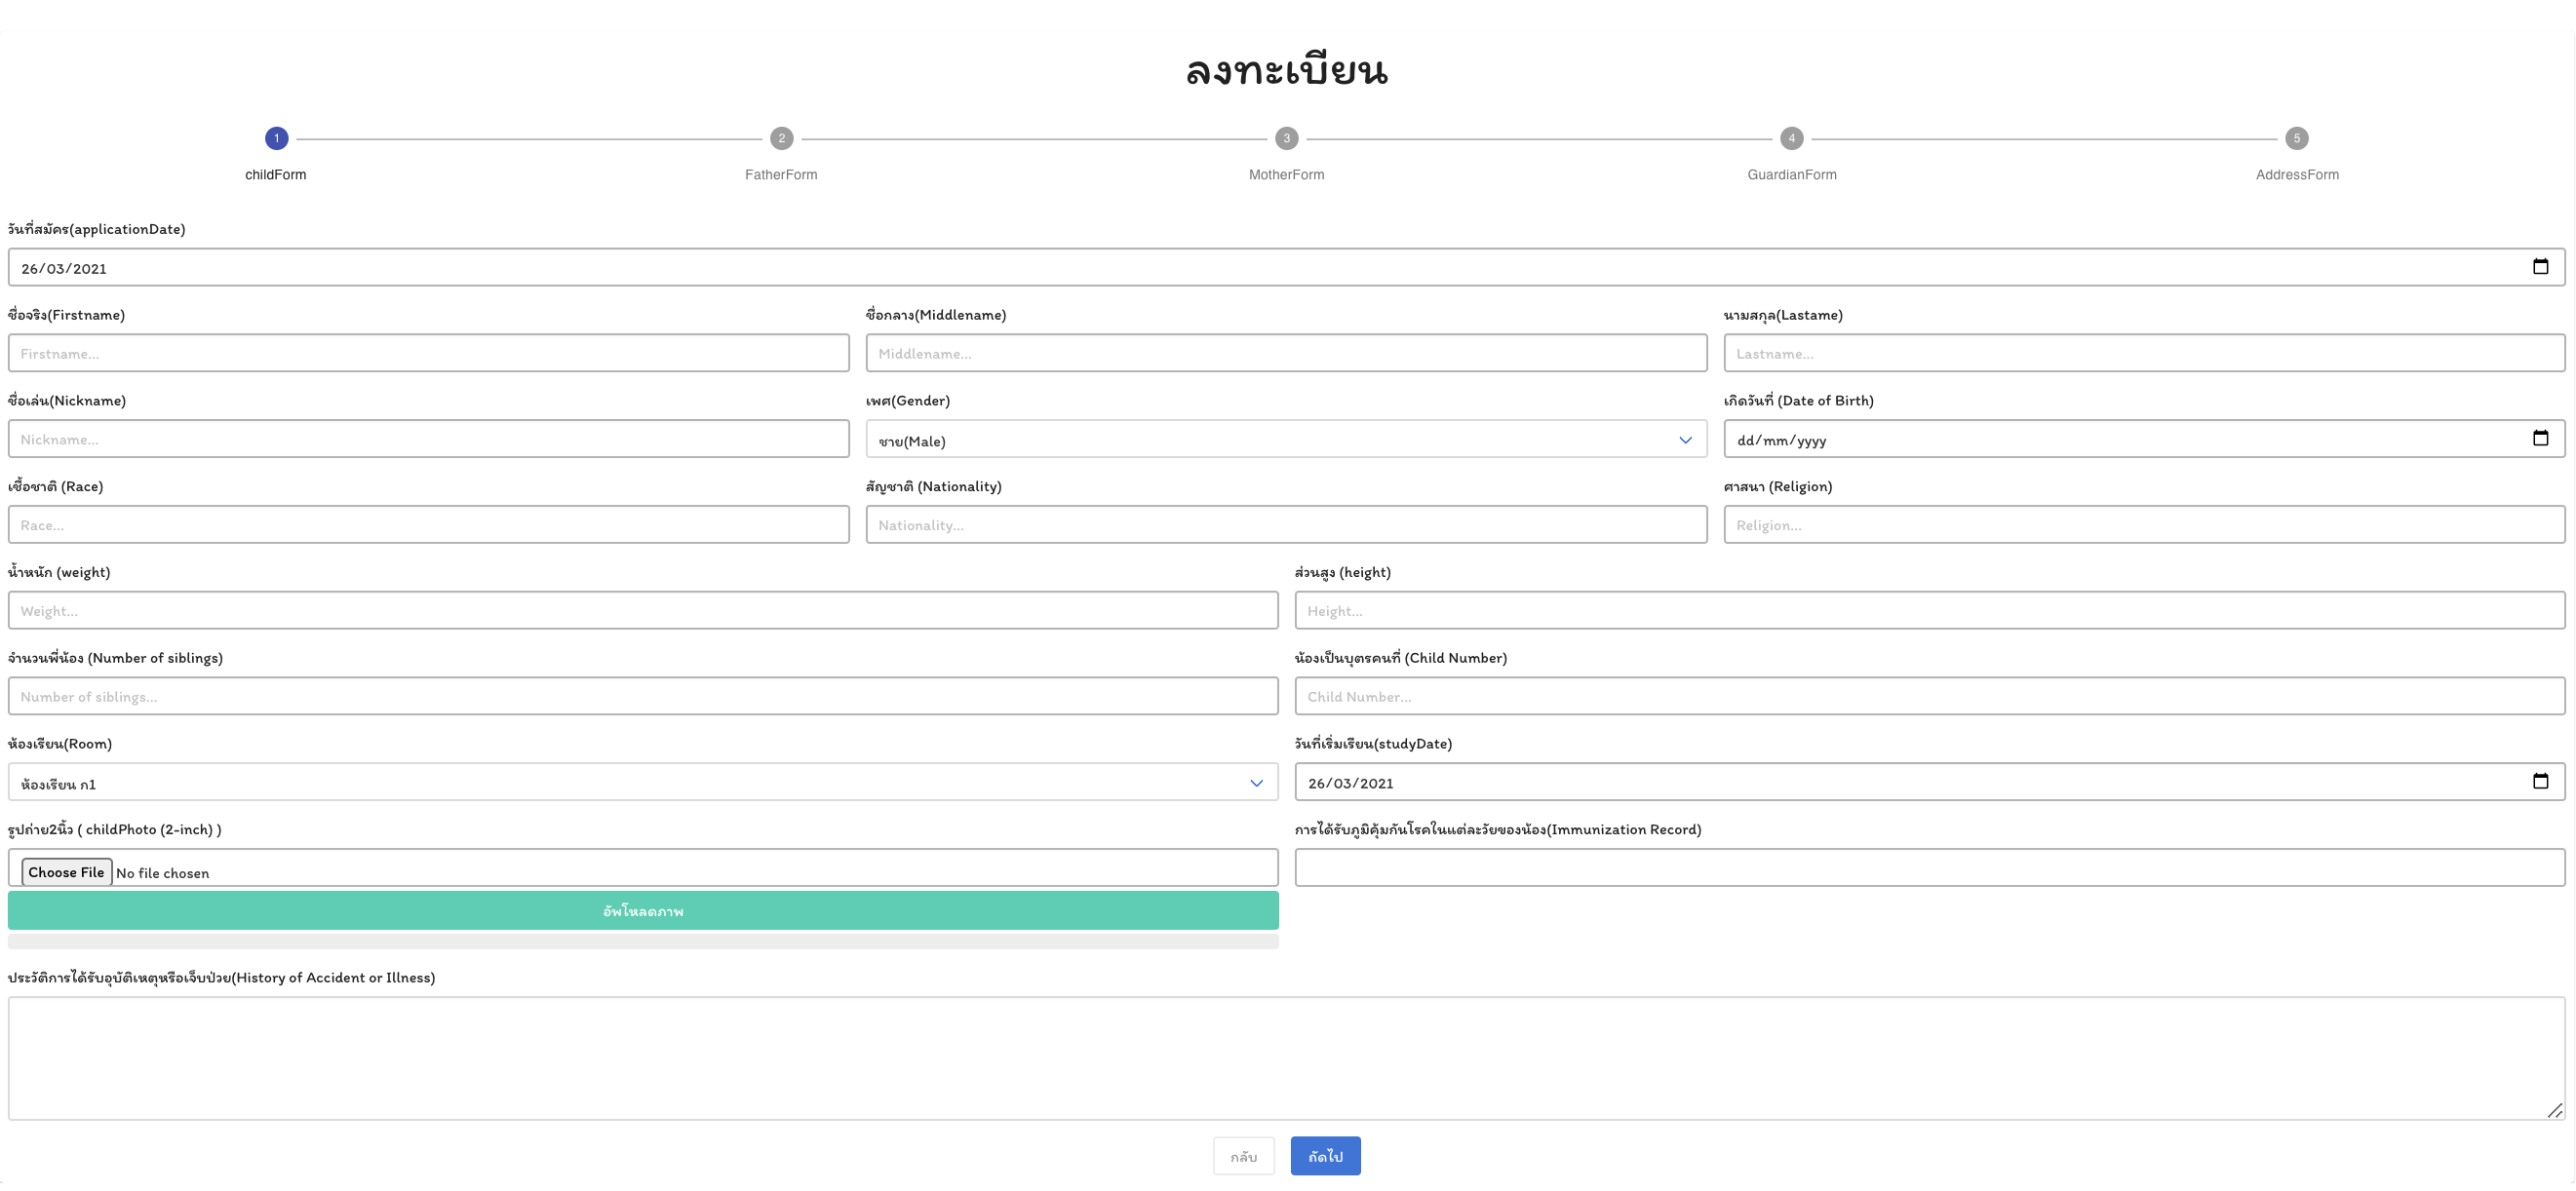 ลงทะเบียน
1 2 3 4 5
childForm FatherForm MotherForm GuardianForm AddressForm
วันที่สมัคร(applicationDate)
26/03/2021
ชื่อจริง(Firstname) ชื่อกลาง(Middlename) นามสกุล(Lastame)
Firstname... Middlename... Lastname...
ชื่อเล่น(Nickname) เพศ(Gender) เกิดวันที่ (Date of Birth)
Nickname... ชาย(Male) dd/mm/yyyy
เชื้อชาติ (Race) สัญชาติ (Nationality) ศาสนา (Religion)
Race... Nationality... Religion...
น้ำหนัก (weight) ส่วนสูง (height)
Weight... Height...
จำนวนพี่น้อง (Number of siblings) น้องเป็นบุตรคนที่ (Child Number)
Number of siblings... Child Number...
ห้องเรียน(Room) วันที่เริ่มเรียน(studyDate)
ห้องเรียน ก1 26/03/2021
รูปถ่าย2นิ้ว ( childPhoto (2-inch) ) การได้รับภูมิคุ้มกันโรคในแต่ละวัยของน้อง(Immunization Record)
Choose File No file chosen
อัพโหลดภาพ
ประวัติการได้รับอุบัติเหตุหรือเจ็บป่วย(History of Accident or Illness)
กลับ ถัดไป